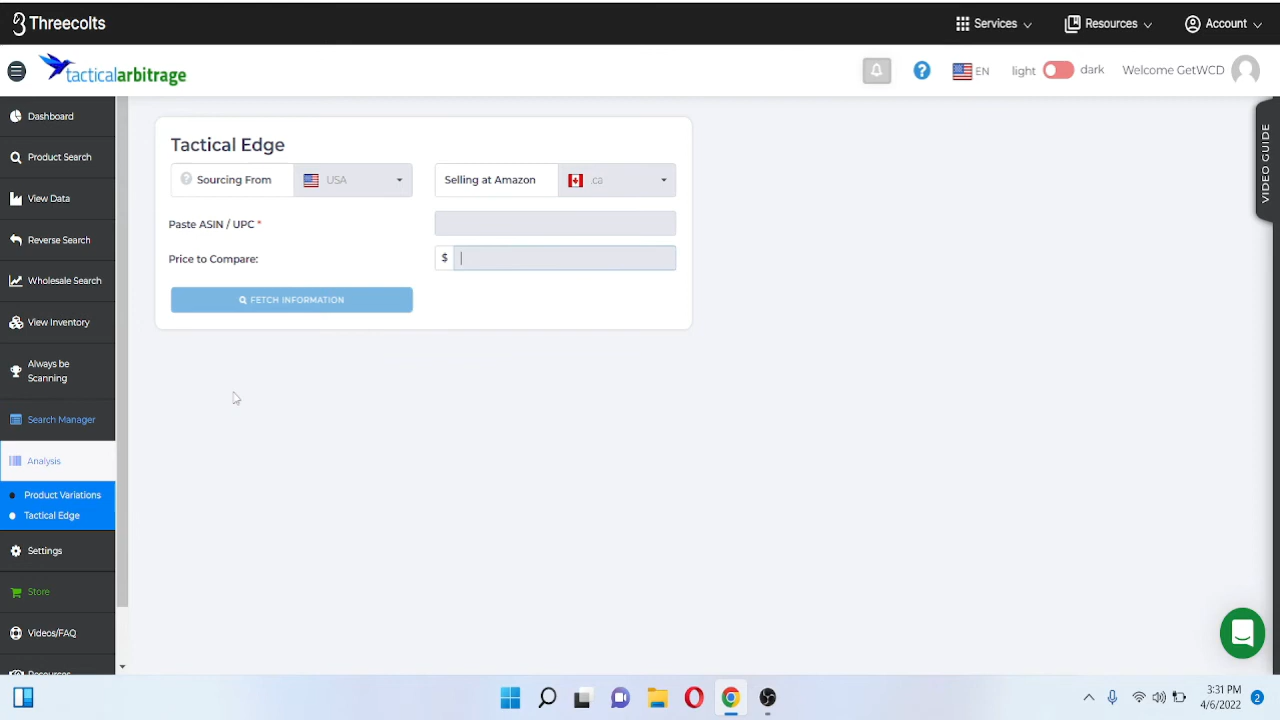 Threecolts
Services
Resources
Account
tacticalarbitrage
EN
light
dark
Welcome GetWCD
Dashboard
Product Search
View Data
Reverse Search
Wholesale Search
View Inventory
Always be
Scanning
Search Manager
Analysis
Product Variations
Tactical Edge
Settings
Store
Videos/FAQ
Resources
Tactical Edge
Sourcing From
USA
Selling at Amazon
.ca
Paste ASIN / UPC *
Price to Compare:
$
FETCH INFORMATION
VIDEO GUIDE
3:31 PM
4/6/2022
2